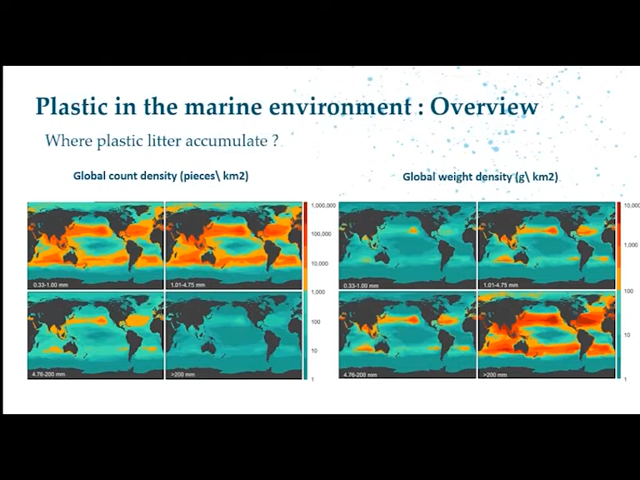 Plastic in the marine environment : Overview
Where plastic litter accumulate ?
Global count density (pieces\ km2)
Global weight density (g\ km2)
0.33-1.00 mm
1.01-4.75 mm
4.76-200 mm
>200 mm
1,000,000
100,000
10,000
1,000
100
10
1
0.33-1.00 mm
1.01-4.75 mm
4.76-200 mm
>200 mm
10,000
1,000
100
10
1